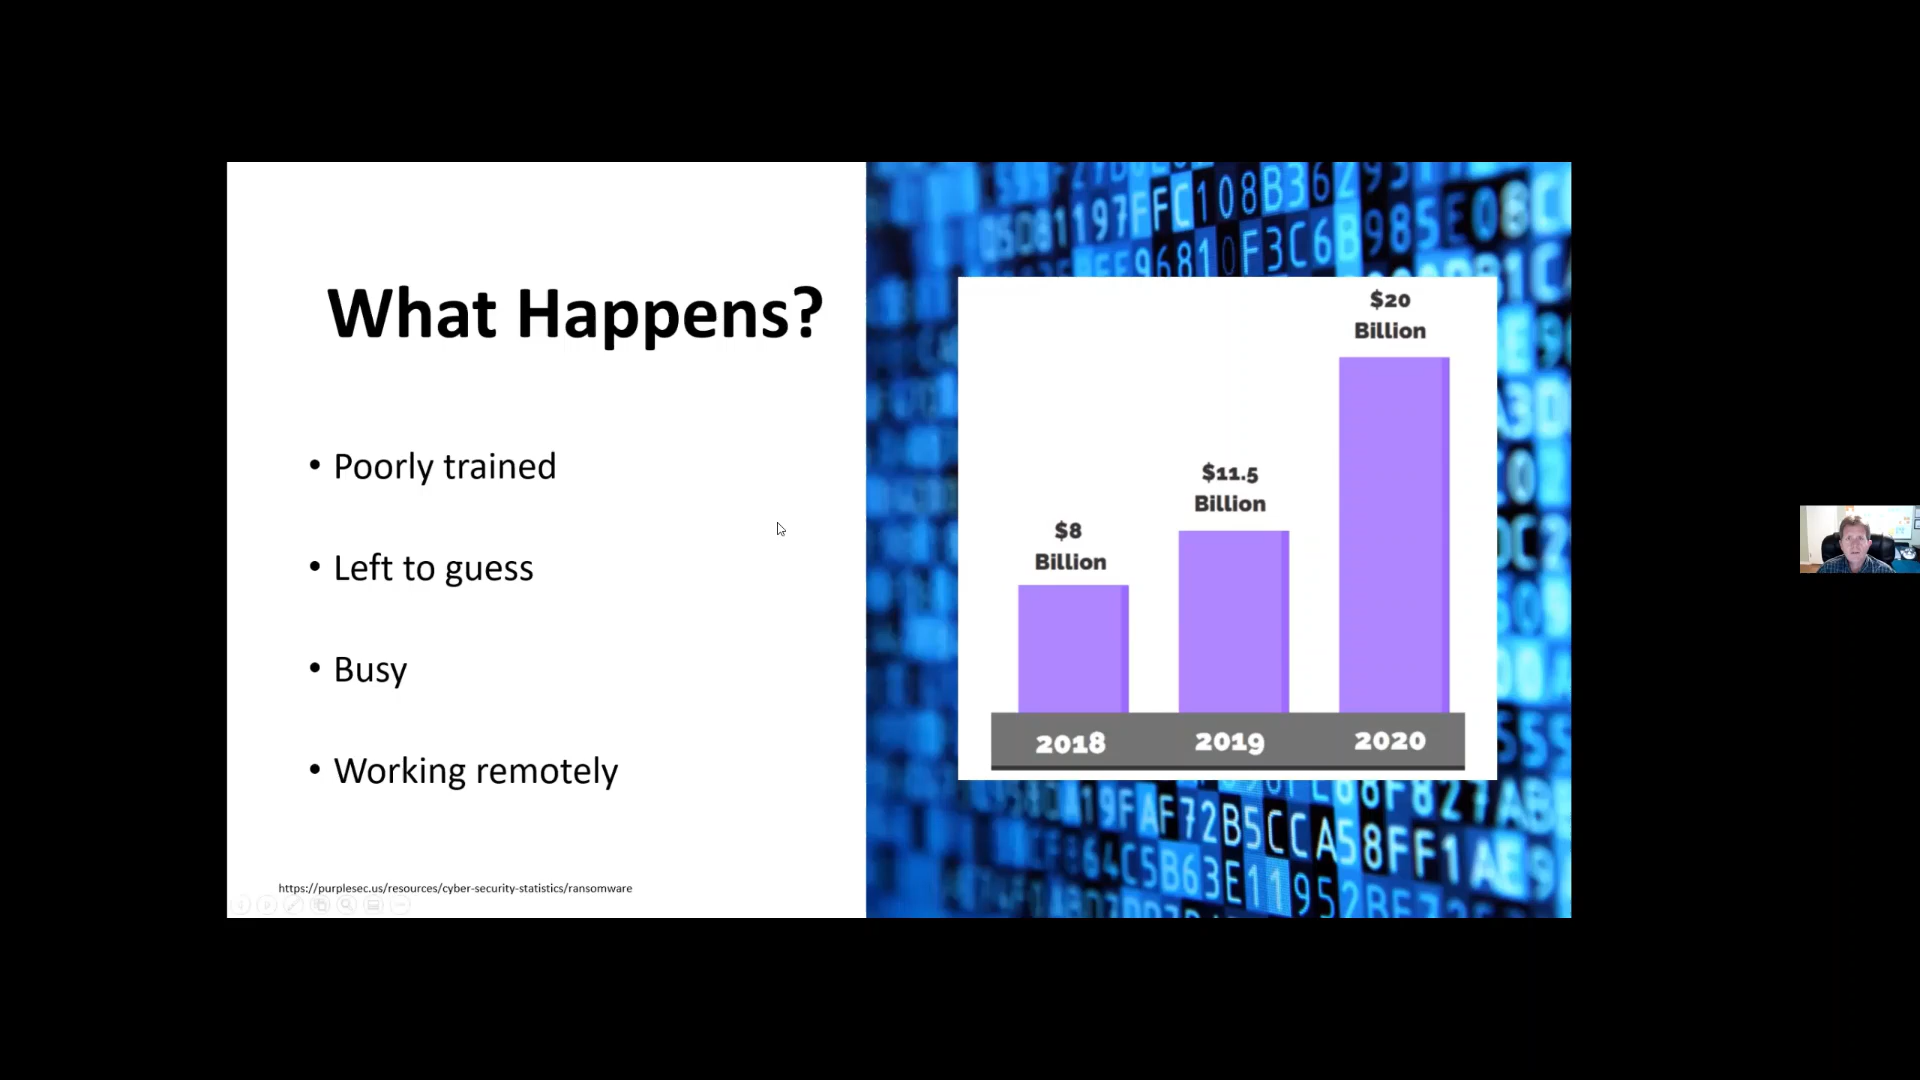 What Happens?
• Poorly trained
• Left to guess
• Busy
• Working remotely
https://purplesec.us/resources/cyber-security-statistics/ransomware
$8
Billion
$11.5
Billion
$20
Billion
2018
2019
2020